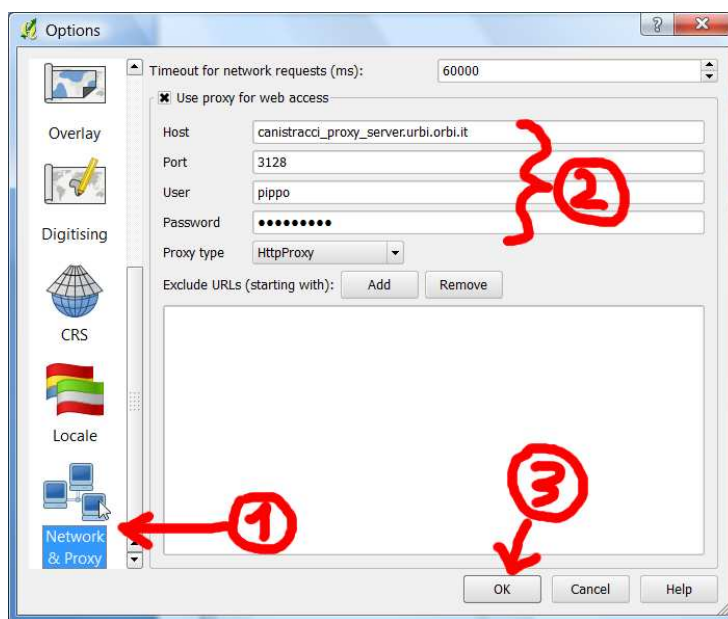 Options
Timeout for network requests (ms): 60000
Use proxy for web access
Overlay
Host canistracci_proxy_server.urbi.orbi.it
Port 3128
User pippo
2
Digitising
Password •••••••••
Proxy type HttpProxy
Exclude URLs (starting with): Add Remove
CRS
Locale
3
1
Network
& Proxy
OK Cancel Help